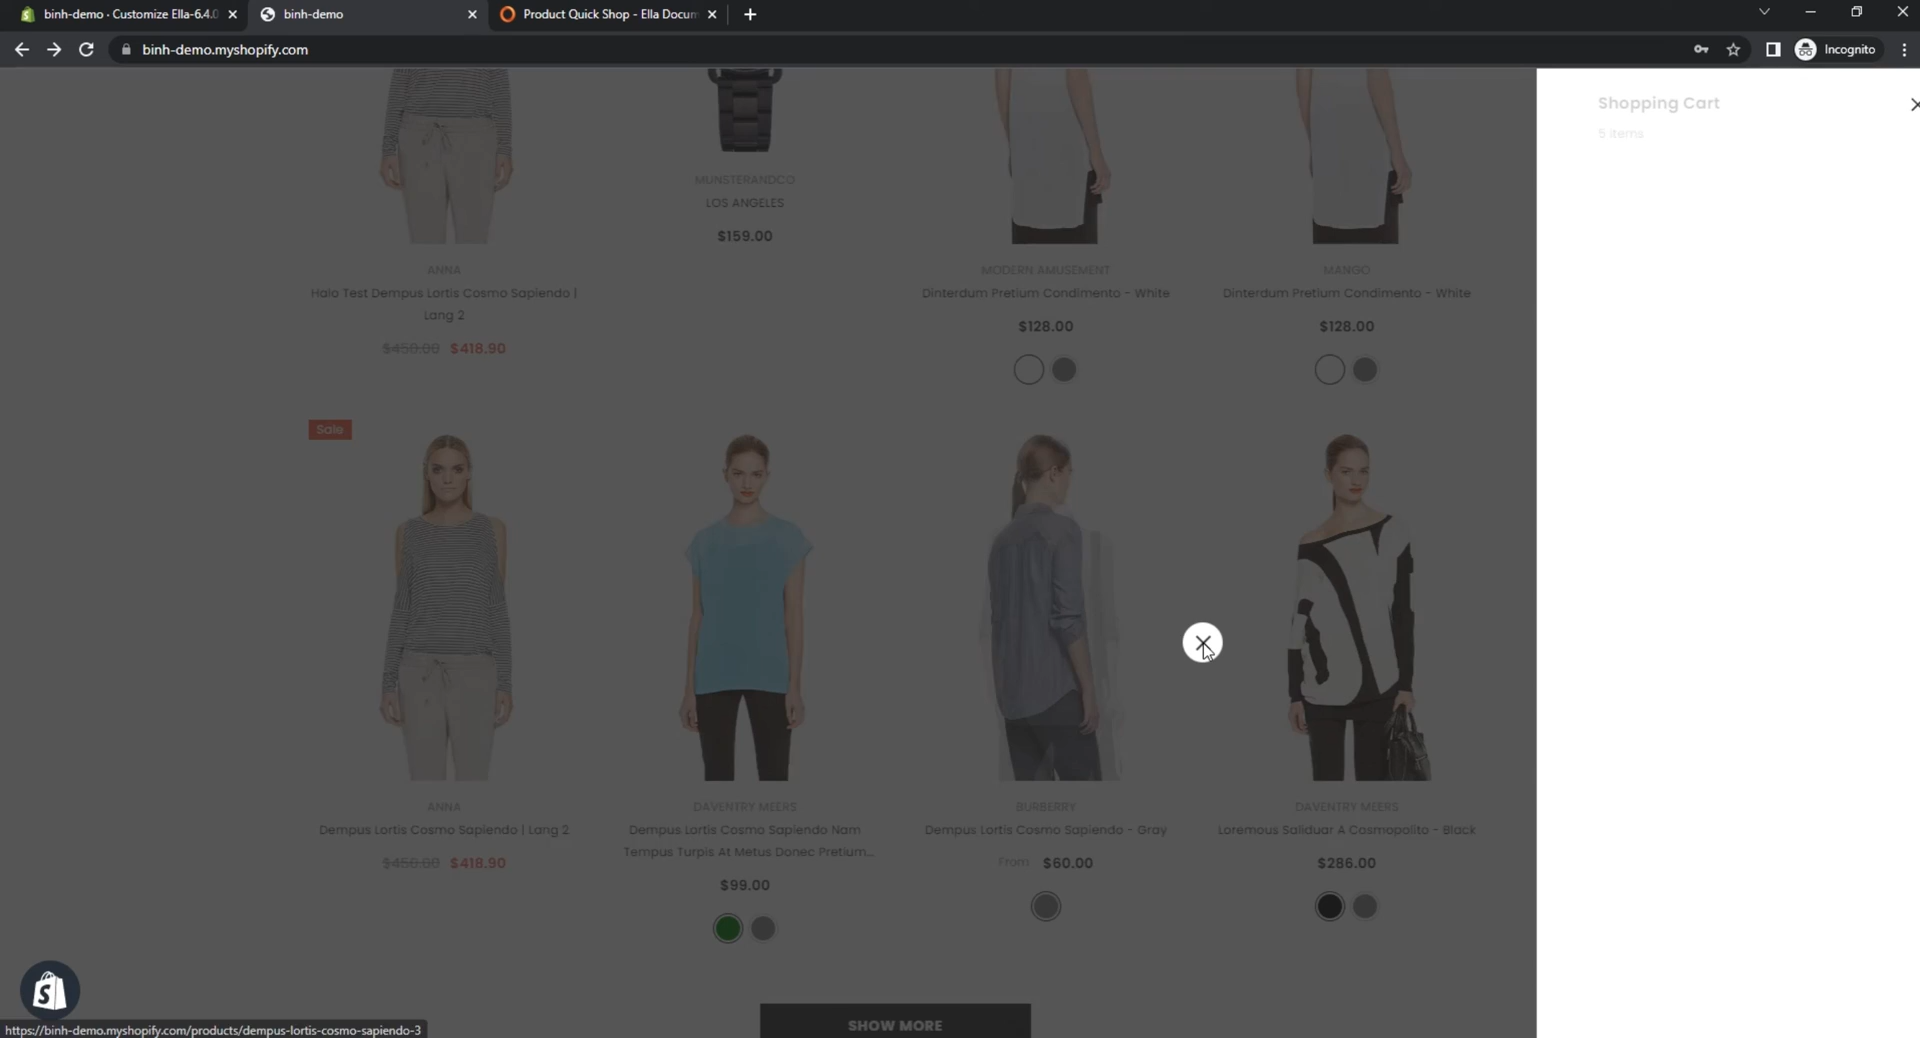 binh-demo · Customize Ella-6.4.0
binh-demo
Product Quick Shop - Ella Docum
binh-demo.myshopify.com
Incognito
Shopping Cart
5 items
MUNSTERANDCO
LOS ANGELES
$159.00
ANNA
Halo Test Dempus Lortis Cosmo Sapiendo |
Lang 2
$450.00 $418.90
MODERN AMUSEMENT
Dinterdum Pretium Condimento - White
$128.00
MANGO
Dinterdum Pretium Condimento - White
$128.00
Sale
ANNA
Dempus Lortis Cosmo Sapiendo | Lang 2
$450.00 $418.90
DAVENTRY MEERS
Dempus Lortis Cosmo Sapiendo Nam
Tempus Turpis At Metus Donec Pretium...
$99.00
BURBERRY
Dempus Lortis Cosmo Sapiendo - Gray
From $60.00
DAVENTRY MEERS
Loremous Saliduar A Cosmopolito - Black
$286.00
SHOW MORE
https://binh-demo.myshopify.com/products/dempus-lortis-cosmo-sapiendo-3